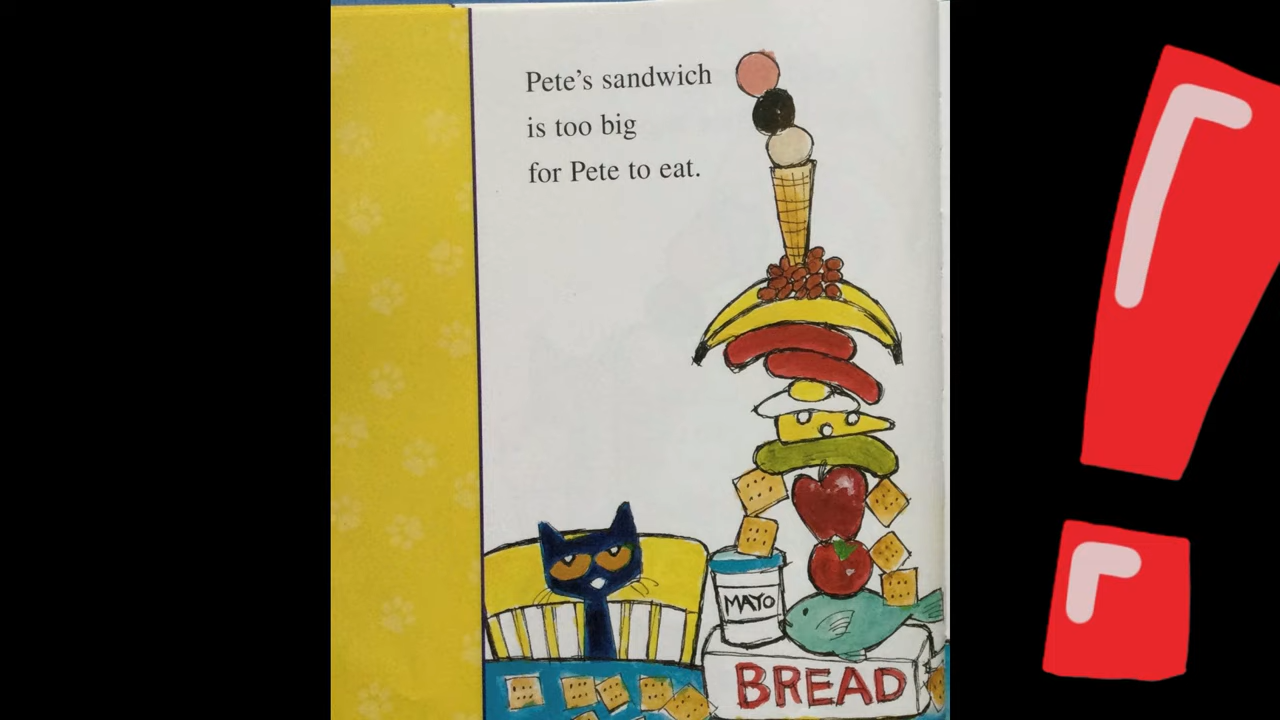 Pete's sandwich
is too big
for Pete to eat.
MAYO
BREAD